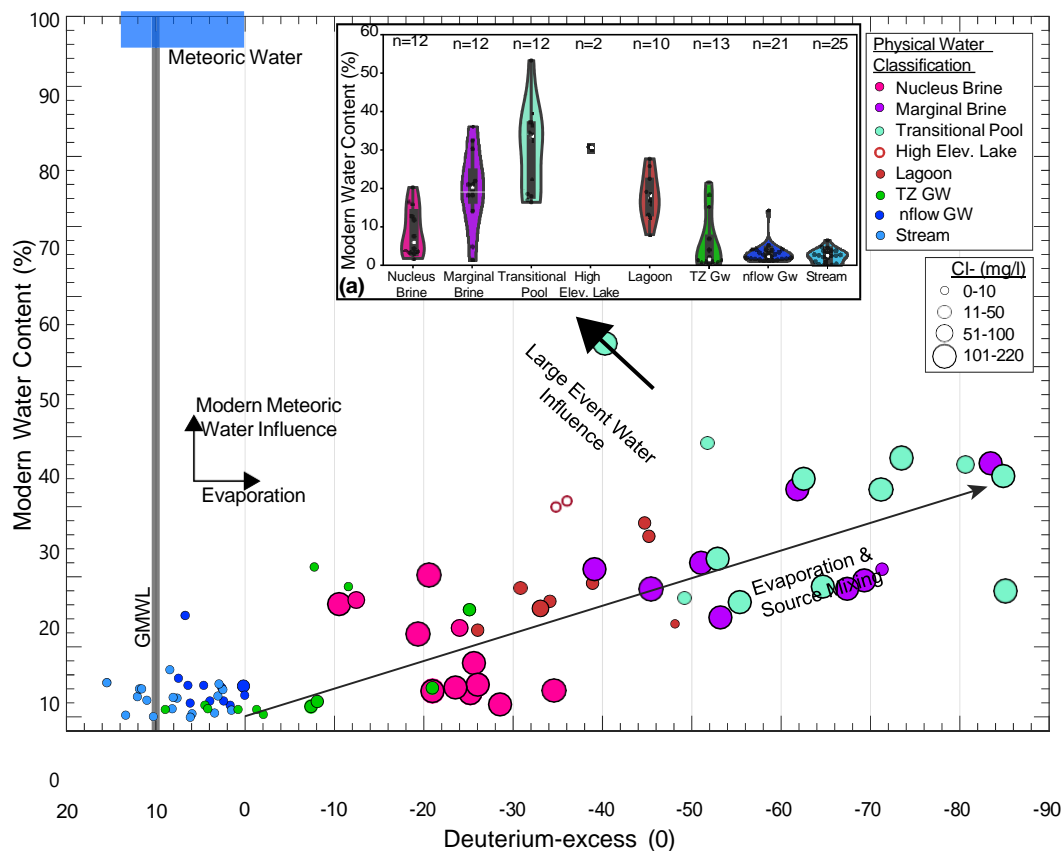 100
90
80
70
60
50
40
30
20
10
0
Modern Water Content (%)
Meteoric Water
GMWL
Modern Meteoric
Water Influence
Evaporation
Large Event Water
Influence
Evaporation &
Source Mixing
20 10 0 -10 -20 -30 -40 -50 -60 -70 -80 -90
Deuterium-excess (0)
n=12 n=12 n=12 n=2 n=10 n=13 n=21 n=25
60
50
40
30
20
10
0
Modern Water Content (%)
(a)
Nucleus Marginal Transitional High Lagoon TZ Gw nflow Gw Stream
Brine Brine Pool Elev. Lake
Physical Water
Classification
Nucleus Brine
Marginal Brine
Transitional Pool
High Elev. Lake
Lagoon
TZ GW
nflow GW
Stream
Cl- (mg/l)
0-10
11-50
51-100
101-220